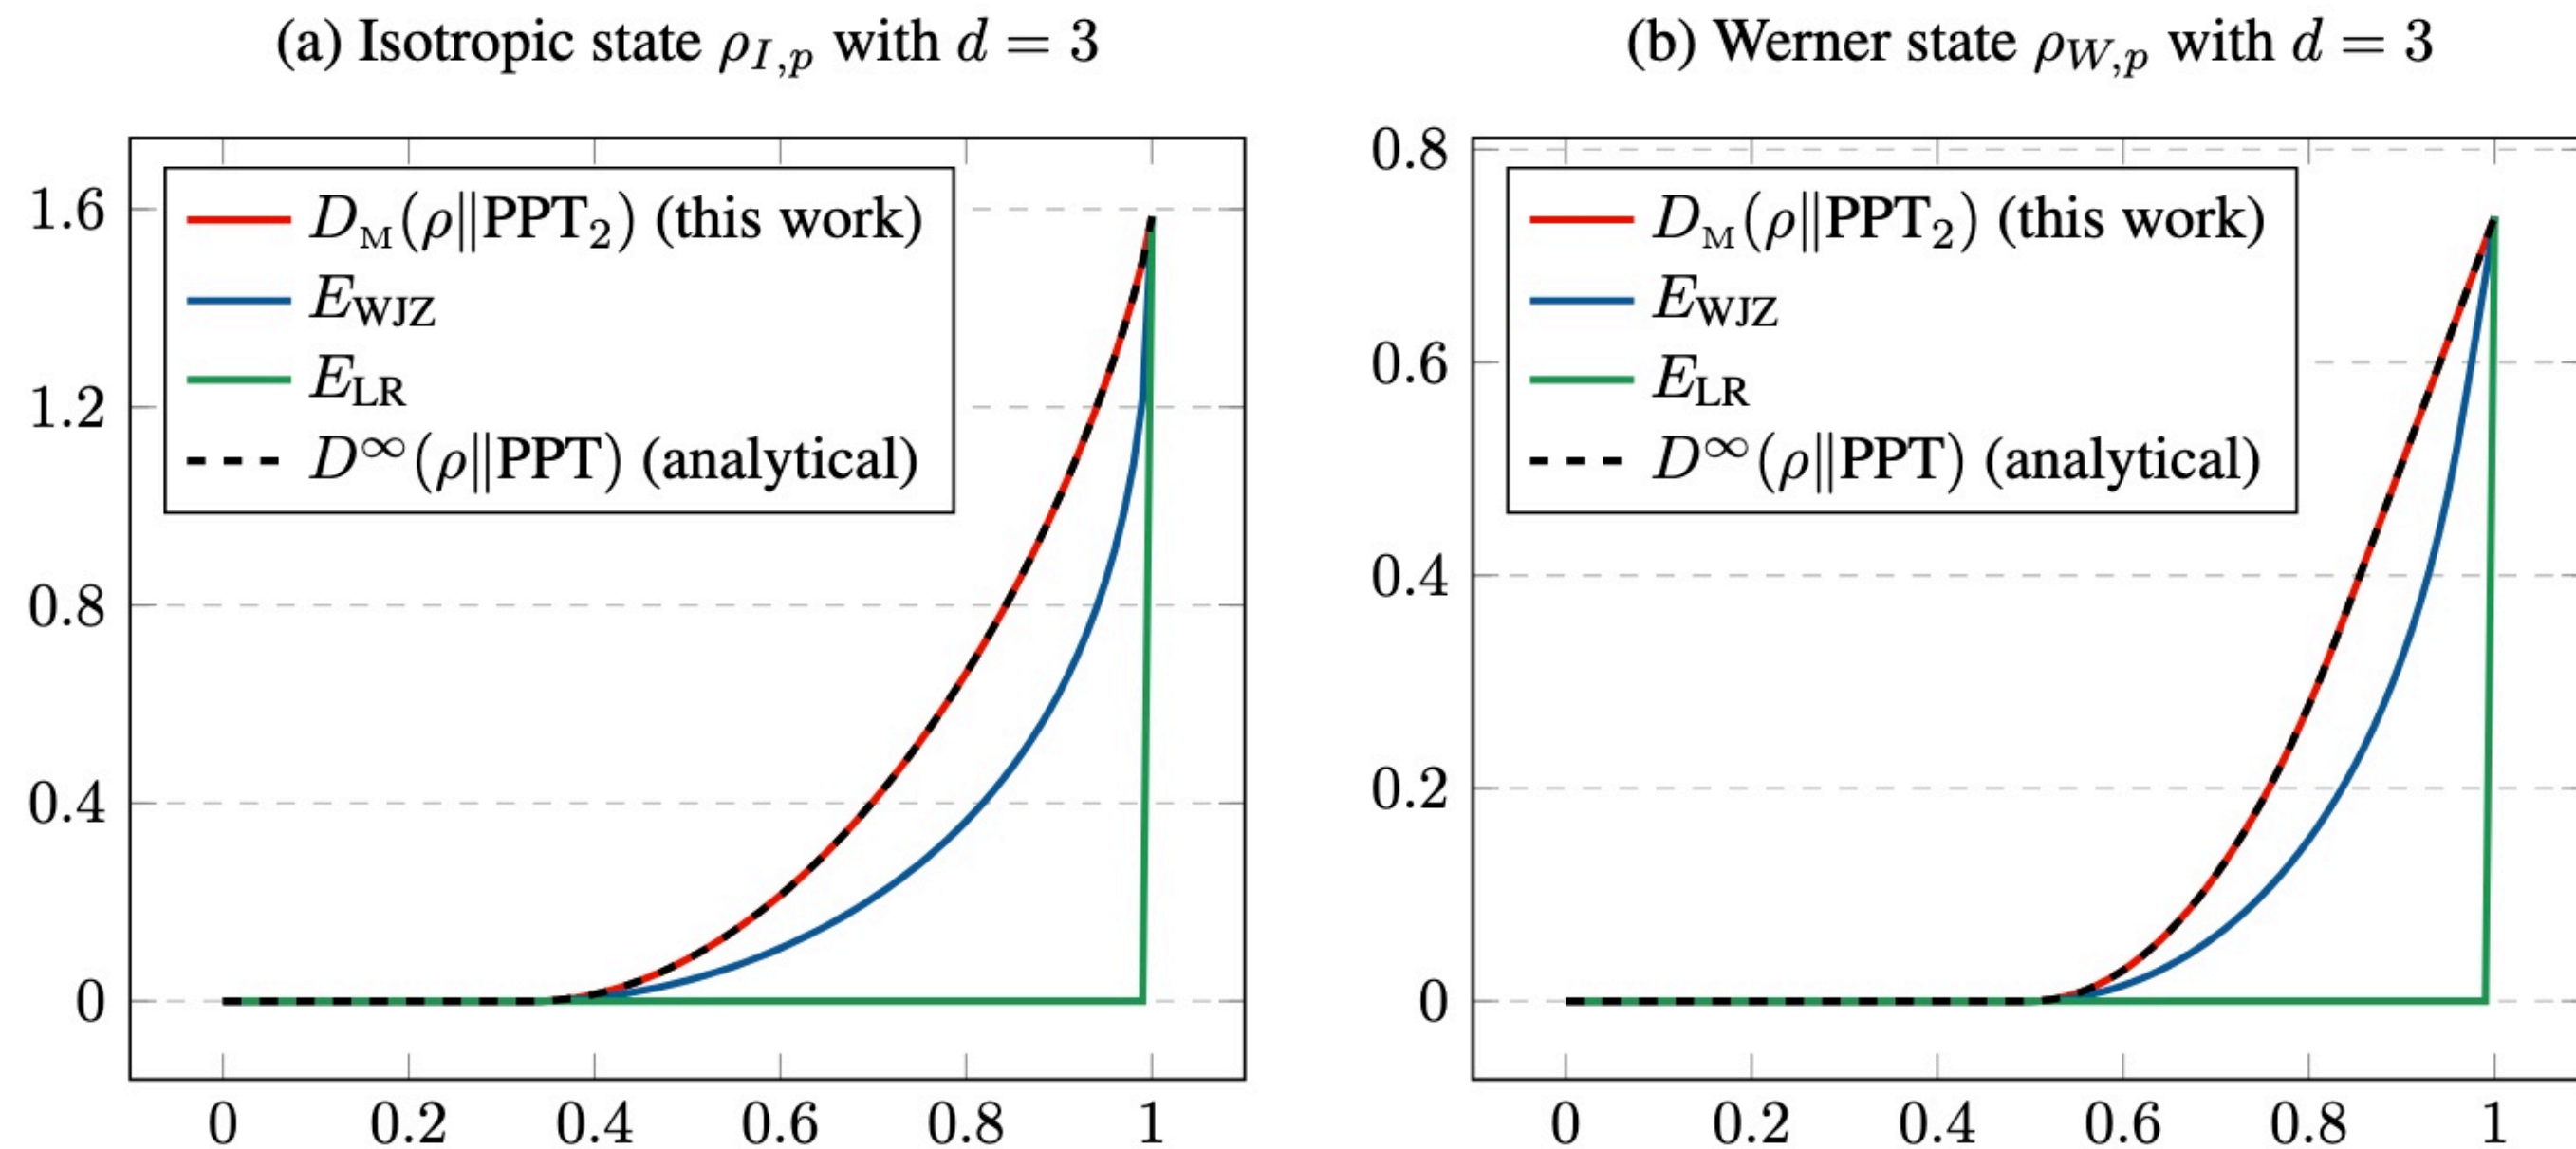 (a) Isotropic state ρ_{I,p} with d = 3
1.6
1.2
0.8
0.4
0
D_M(ρ||PPT₂) (this work)
E_WJZ
E_LR
D^∞(ρ||PPT) (analytical)
0 0.2 0.4 0.6 0.8 1
(b) Werner state ρ_{W,p} with d = 3
0.8
0.6
0.4
0.2
0
D_M(ρ||PPT₂) (this work)
E_WJZ
E_LR
D^∞(ρ||PPT) (analytical)
0 0.2 0.4 0.6 0.8 1